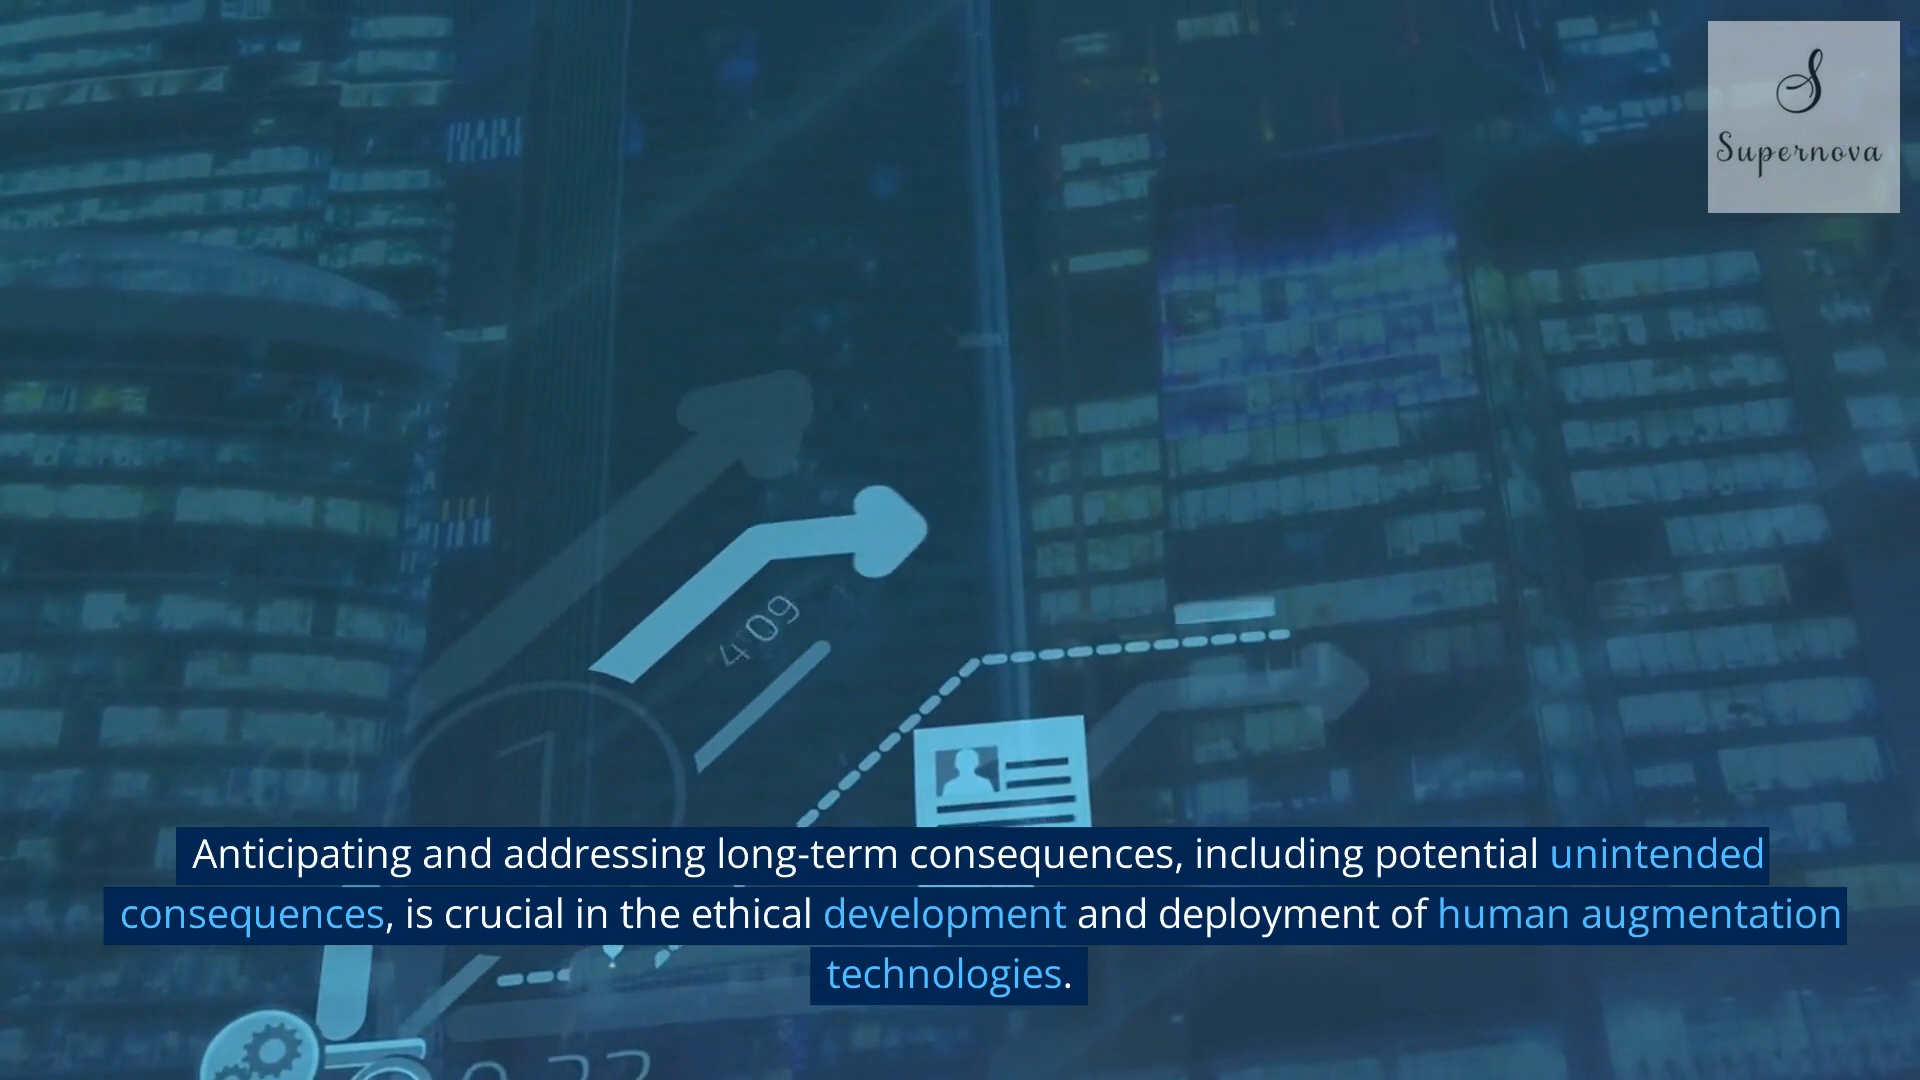 S
Supernova
4.09
1
Anticipating and addressing long-term consequences, including potential unintended
consequences, is crucial in the ethical development and deployment of human augmentation
technologies.